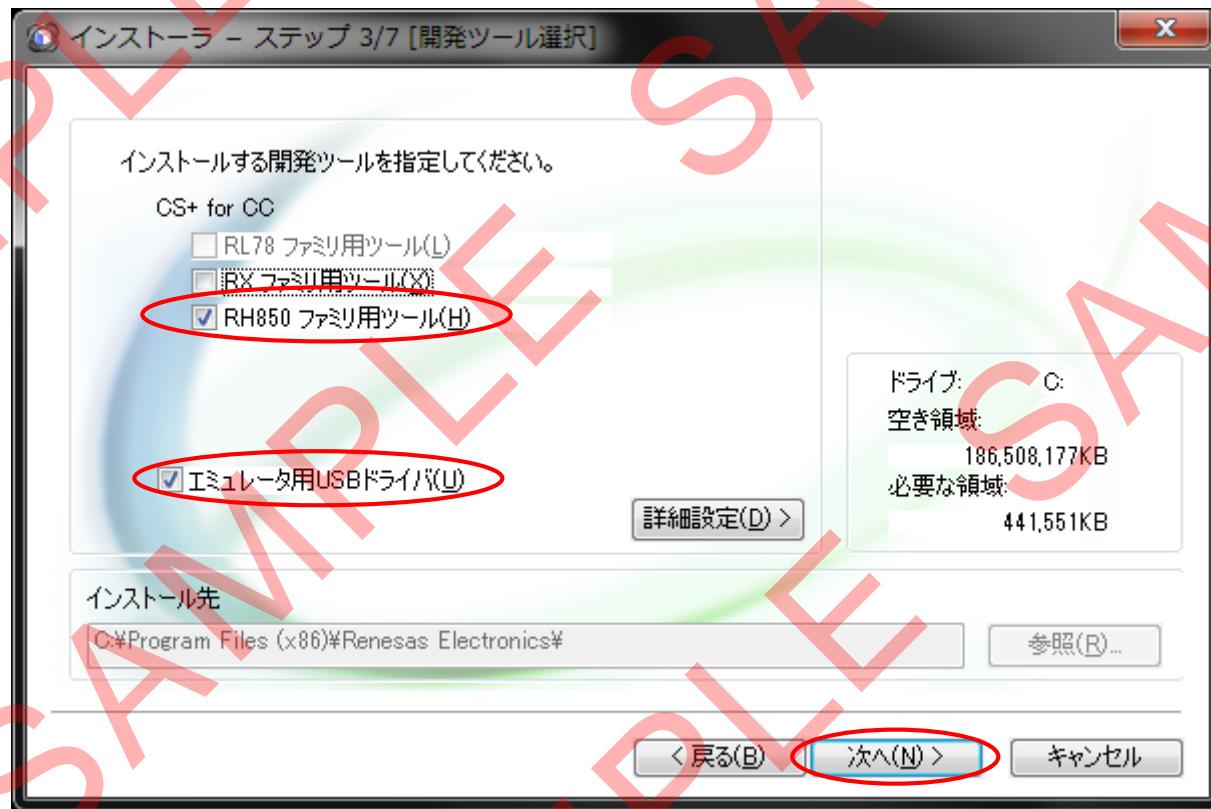 インストーラ - ステップ 3/7 [開発ツール選択]
インストールする開発ツールを指定してください。
CS+ for CC
RL78 ファミリ用ツール(L)
RX ファミリ用ツール(X)
RH850 ファミリ用ツール(H)
ドライブ: C:
空き領域:
186,508,177KB
必要な領域:
441,551KB
エミュレータ用USBドライバ(U)
詳細設定(D) >
インストール先
C:¥Program Files (x86)¥Renesas Electronics¥
参照(R)...
< 戻る(B)
次へ(N) >
キャンセル
SAMPLE
SAMPLE